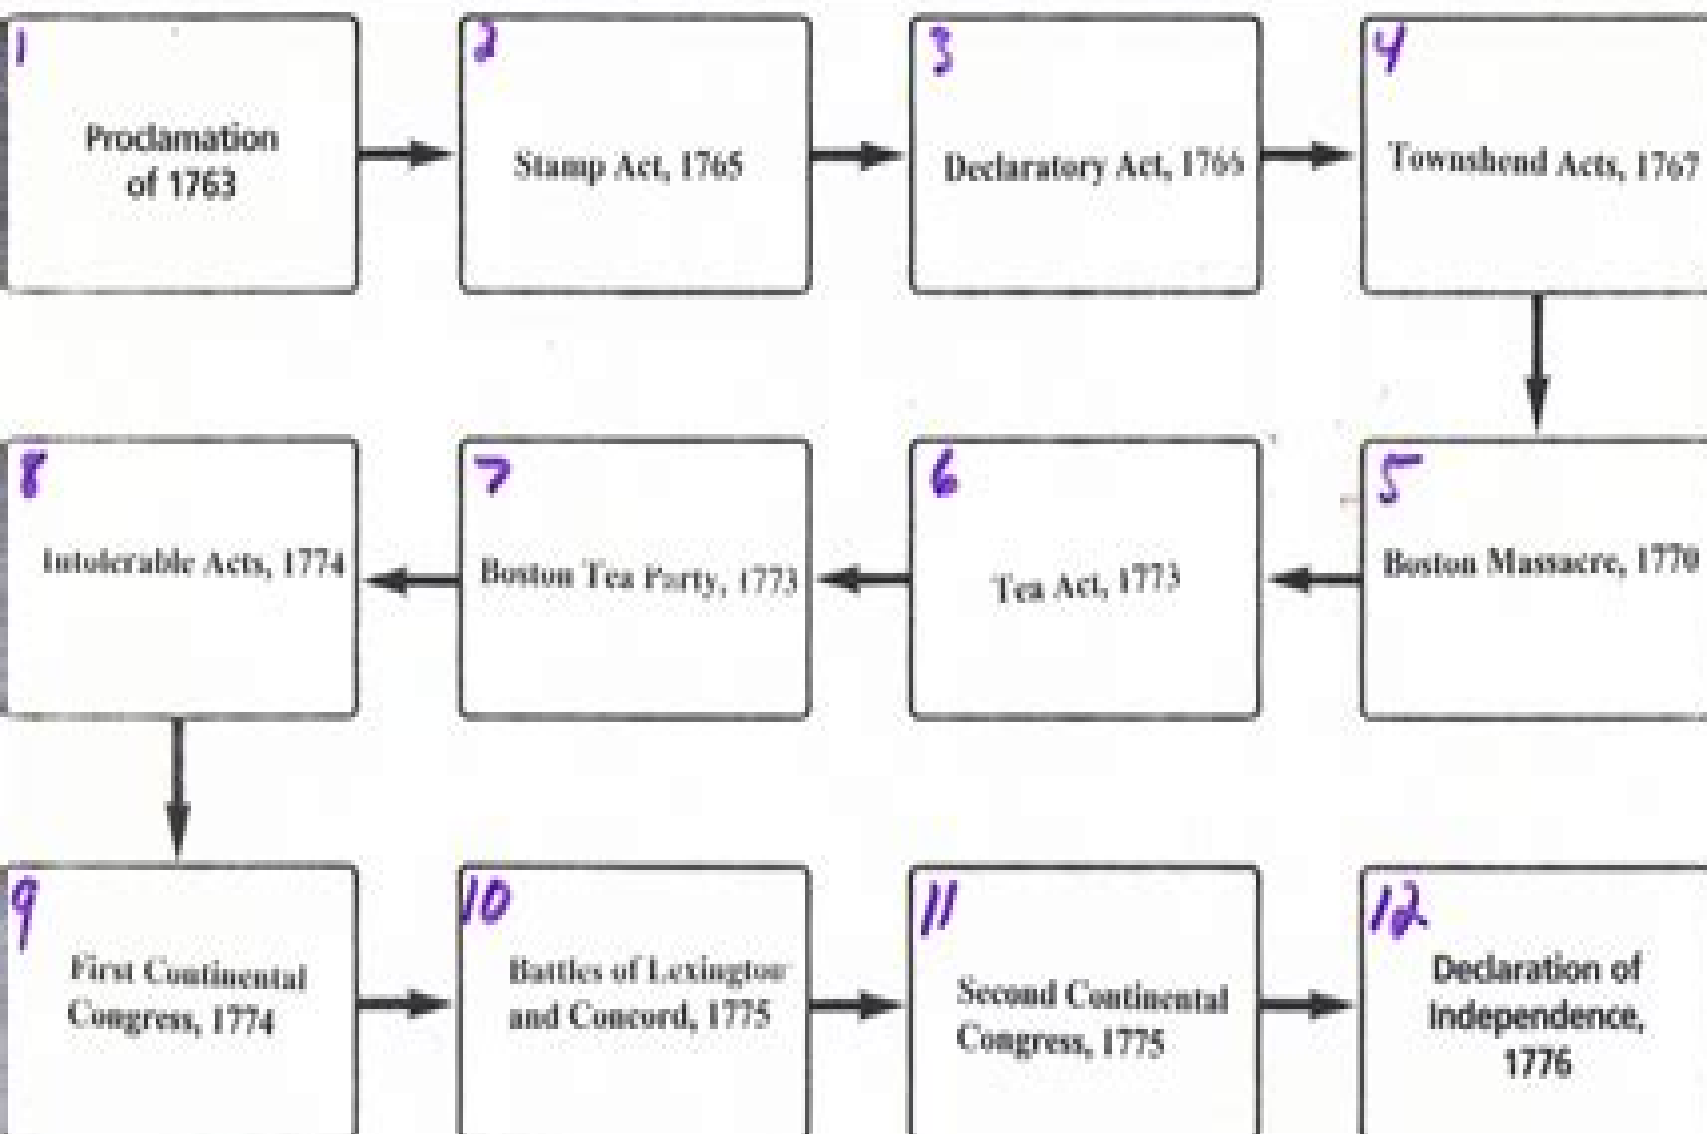 1
Proclamation
of 1763
2
Stamp Act, 1765
3
Declaratory Act, 1766
4
Townshend Acts, 1767
5
Boston Massacre, 1770
6
Tea Act, 1773
7
Boston Tea Party, 1773
8
Intolerable Acts, 1774
9
First Continental
Congress, 1774
10
Battles of Lexington
and Concord, 1775
11
Second Continental
Congress, 1775
12
Declaration of
Independence,
1776